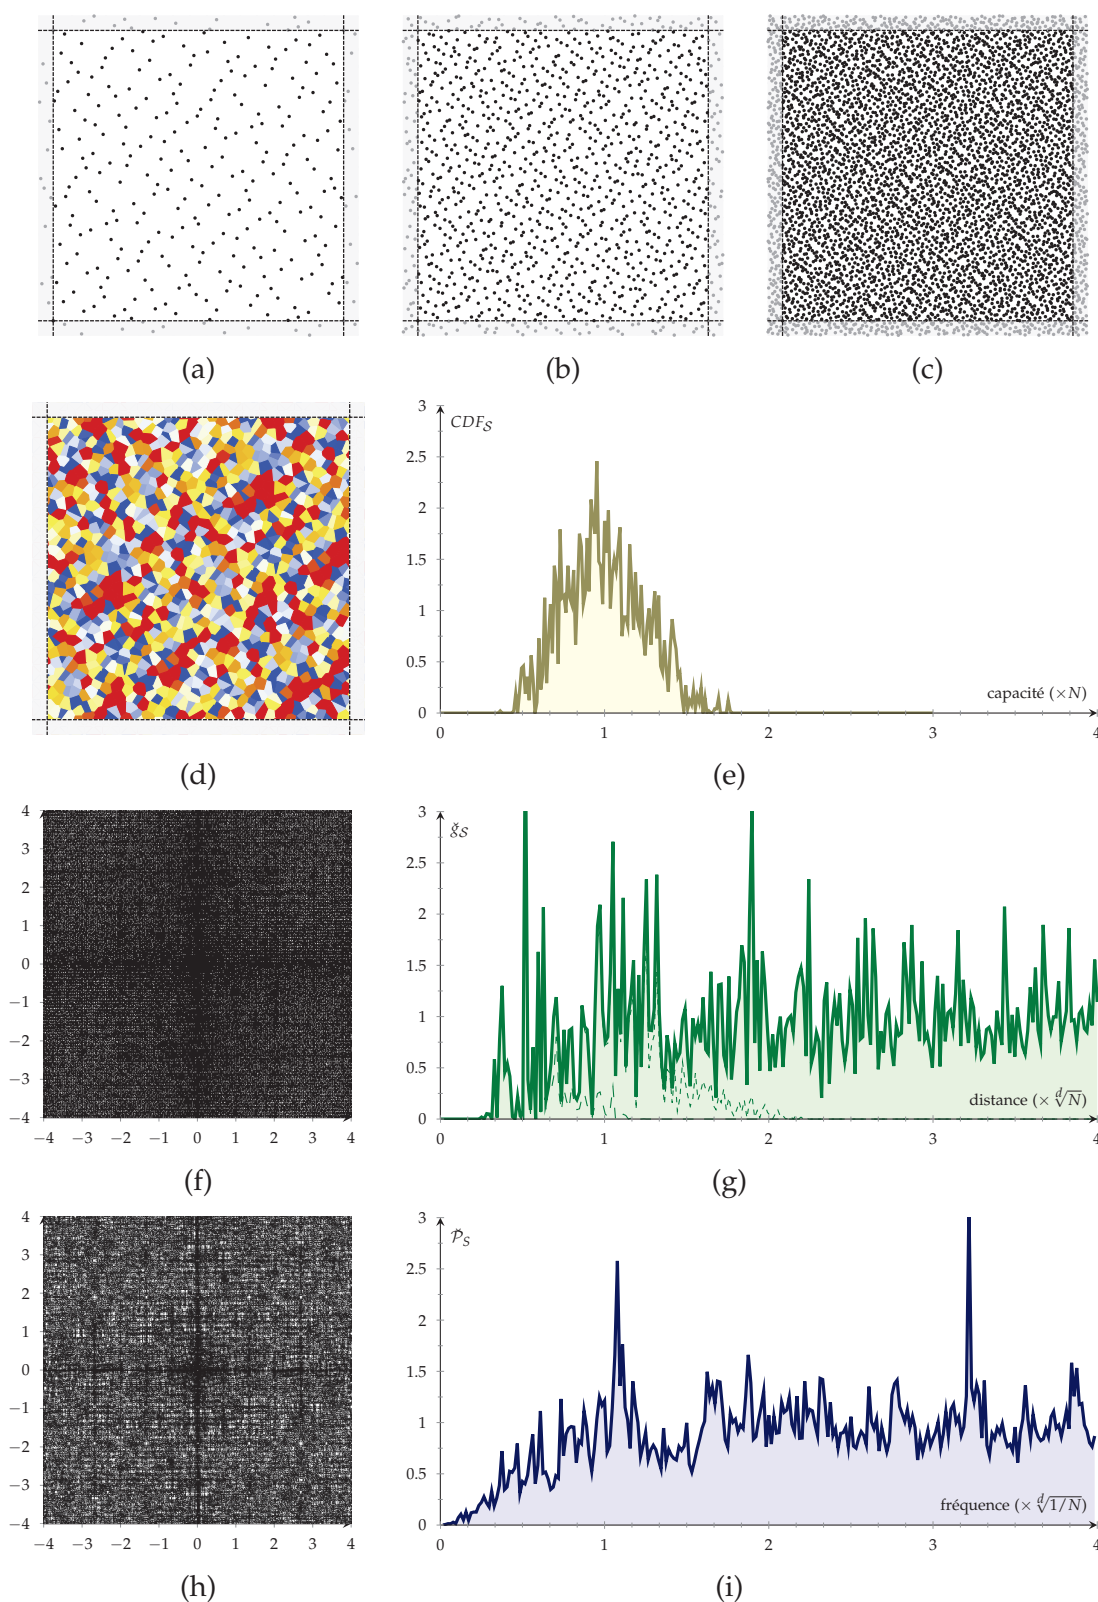 (a) (b) (c)
3
CDF_S
2.5
2
1.5
1
0.5
capacité (×N)
0
0 1 2 3 4
(d) (e)
4
3
2
1
0
−1
−2
−3
−4
−4 −3 −2 −1 0 1 2 3 4
3
ğ_S
2.5
2
1.5
1
0.5
distance (× ᵈ√N)
0
0 1 2 3 4
(f) (g)
4
3
2
1
0
−1
−2
−3
−4
−4 −3 −2 −1 0 1 2 3 4
3
𝒫̆_S
2.5
2
1.5
1
0.5
fréquence (× ᵈ√1/N)
0
0 1 2 3 4
(h) (i)